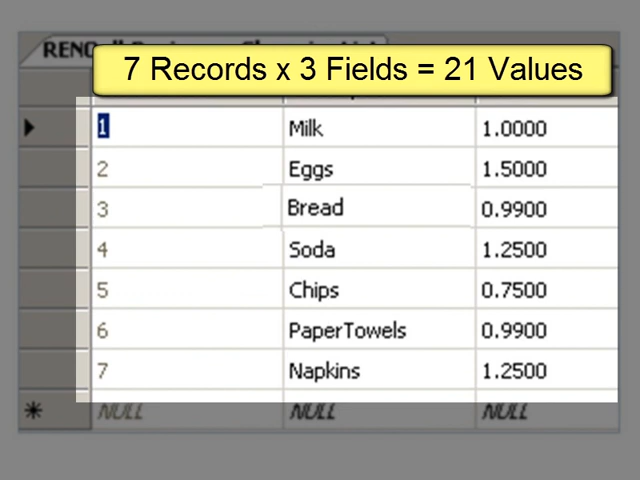 7 Records x 3 Fields = 21 Values
1 Milk 1.0000
2 Eggs 1.5000
3 Bread 0.9900
4 Soda 1.2500
5 Chips 0.7500
6 PaperTowels 0.9900
7 Napkins 1.2500
NULL NULL NULL